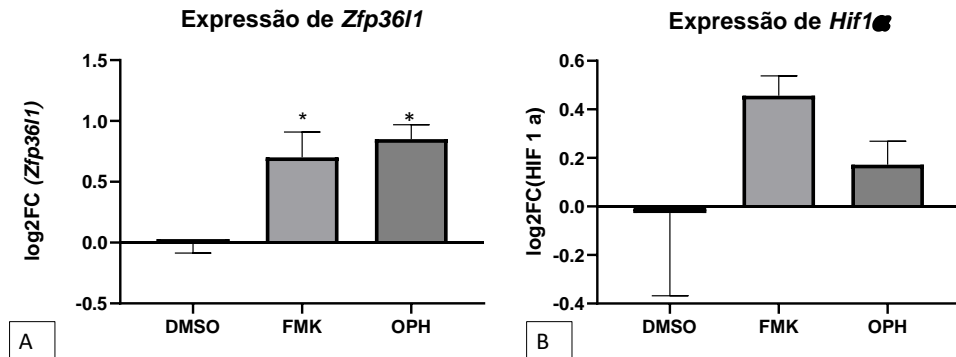 Expressão de Zfp36l1
log2FC (Zfp36l1)
1.5
1.0
0.5
0.0
-0.5
*
*
DMSO
FMK
OPH
A
Expressão de Hif1α
log2FC(HIF 1 a)
0.6
0.4
0.2
0.0
-0.2
-0.4
DMSO
FMK
OPH
B